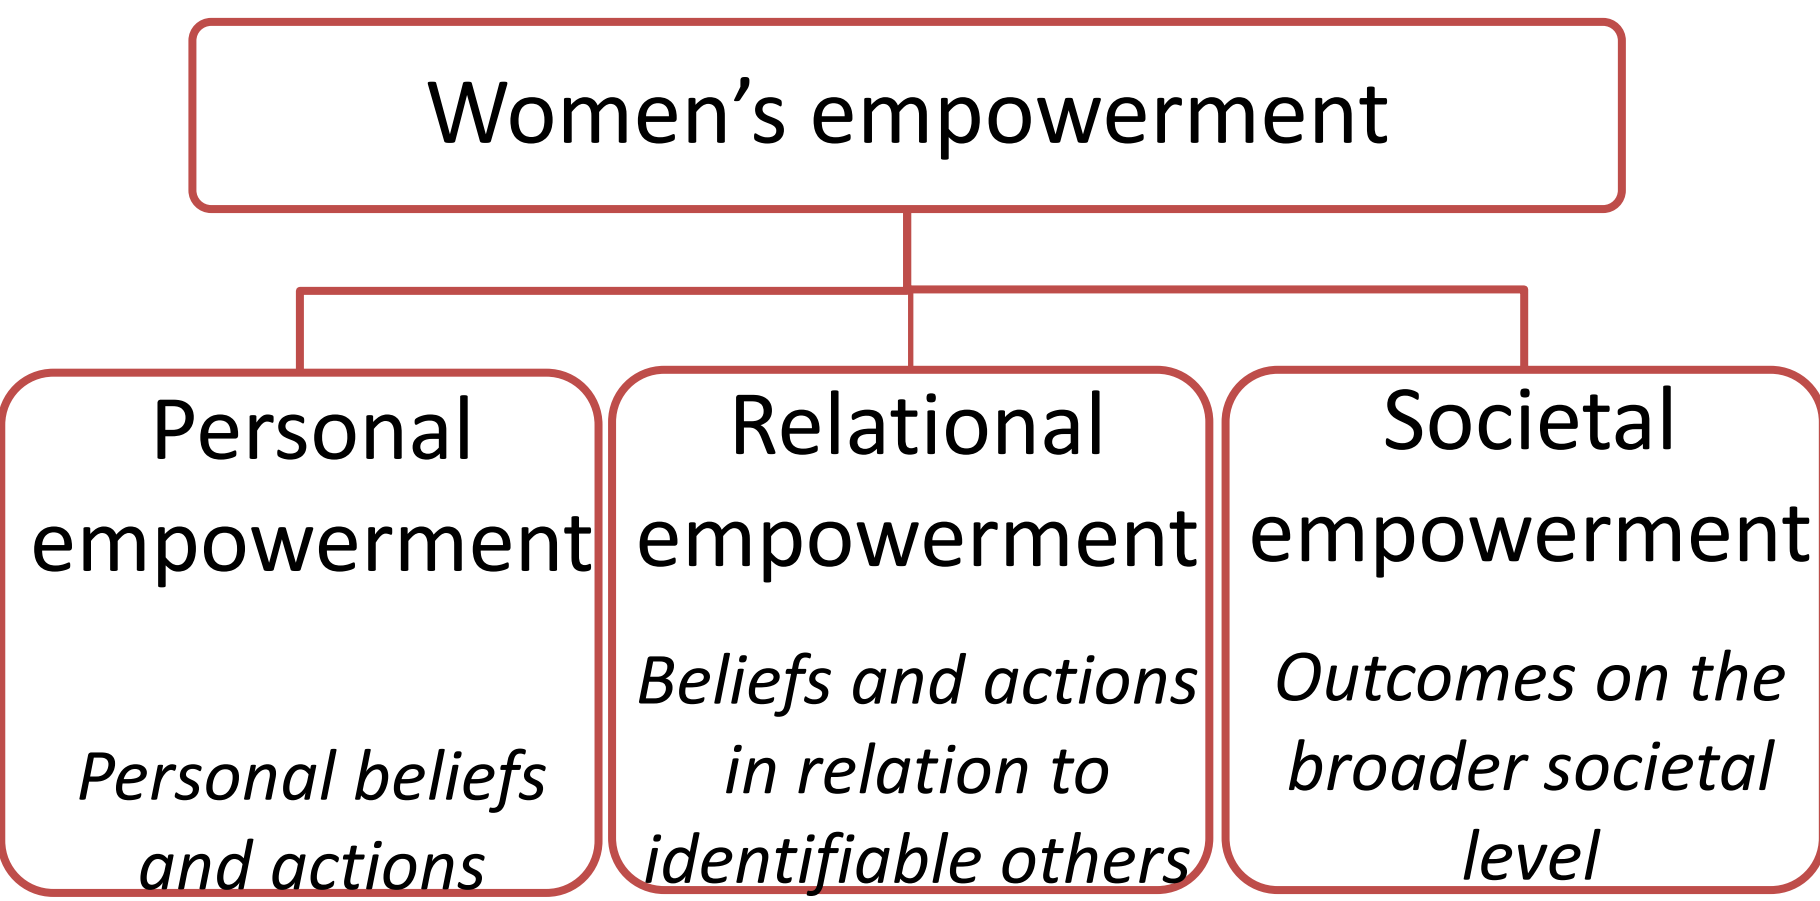 Women’s empowerment
Personal
empowerment
Personal beliefs
and actions
Relational
empowerment
Beliefs and actions
in relation to
identifiable others
Societal
empowerment
Outcomes on the
broader societal
level